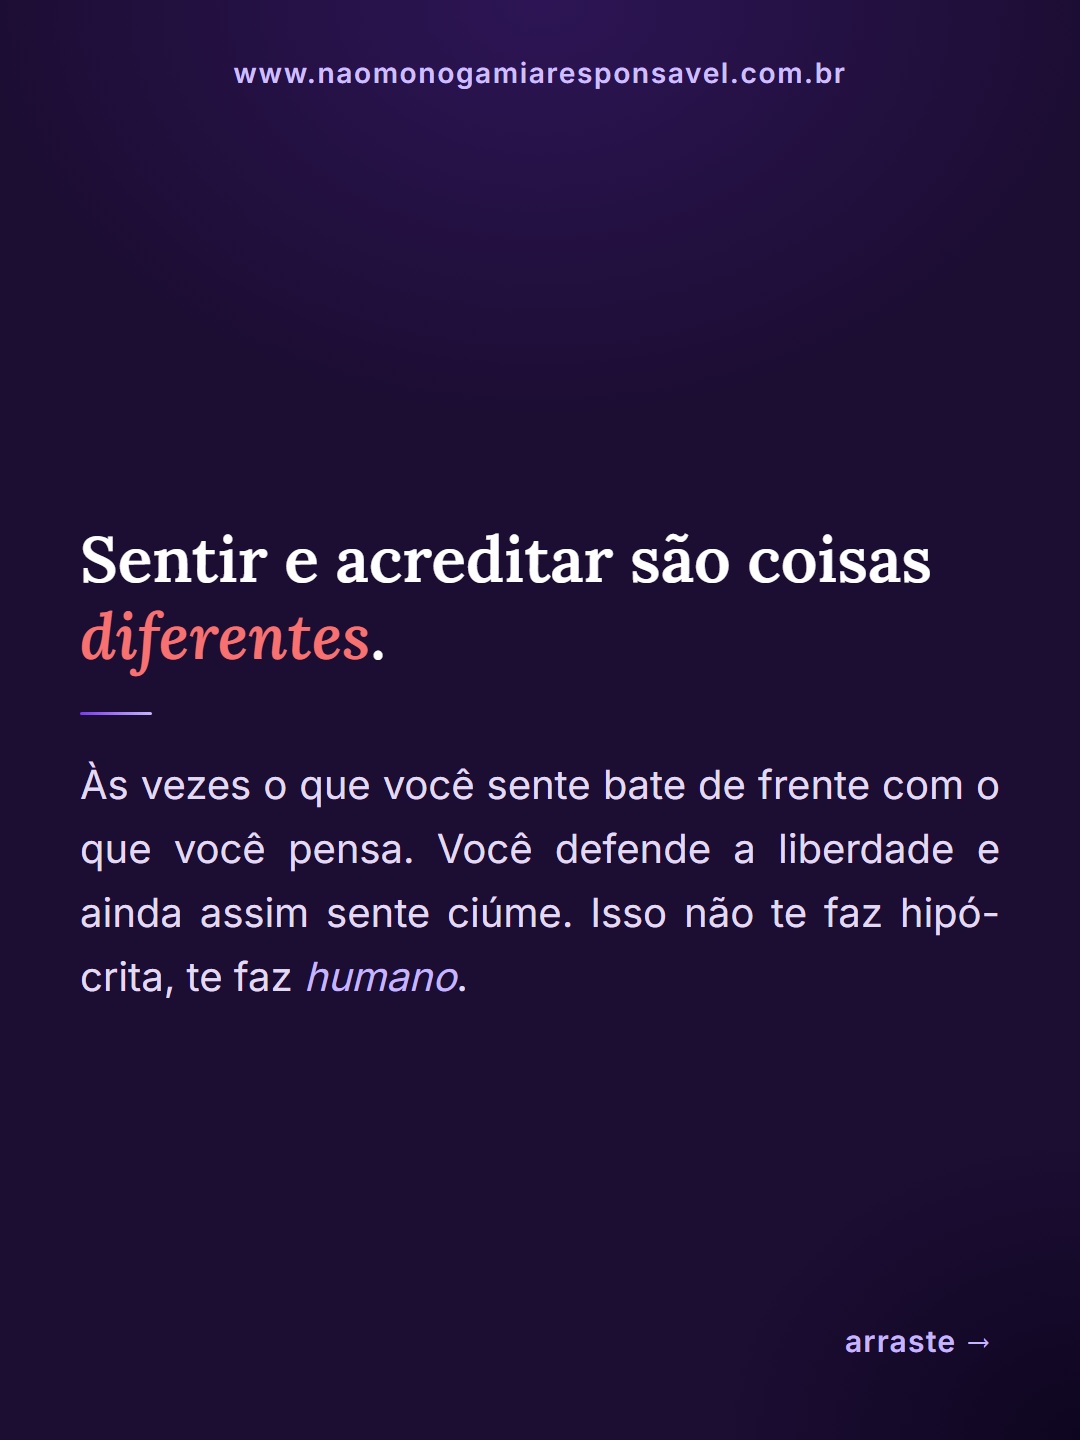 www.naomonogamiaresponsavel.com.br
Sentir e acreditar são coisas
diferentes.
Às vezes o que você sente bate de frente com o
que você pensa. Você defende a liberdade e
ainda assim sente ciúme. Isso não te faz hipó-
crita, te faz humano.
arraste →